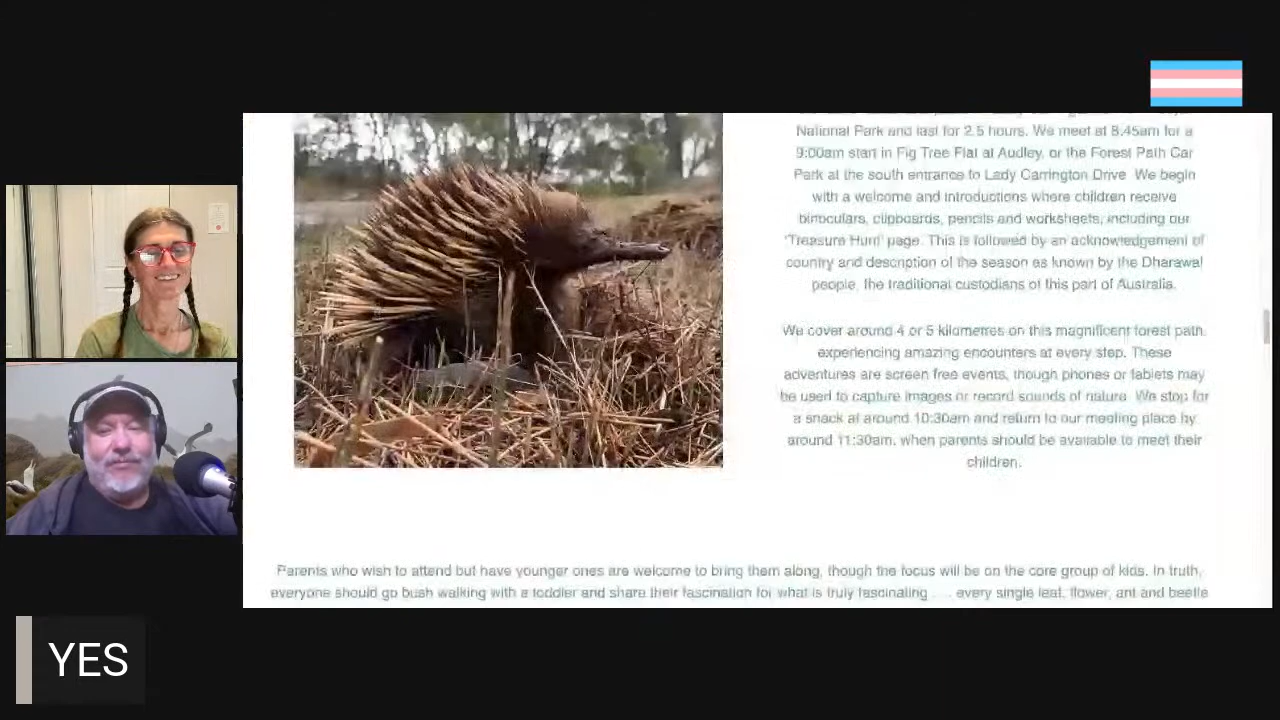 National Park and last for 2.5 hours. We meet at 8.45am for a
9:00am start in Fig Tree Flat at Audley, or the Forest Path Car
Park at the south entrance to Lady Carrington Drive. We begin
with a welcome and introductions where children receive
binoculars, clipboards, pencils and worksheets, including our
'Treasure Hunt' page. This is followed by an acknowledgement of
country and description of the season as known by the Dharawal
people, the traditional custodians of this part of Australia.
We cover around 4 or 5 kilometres on this magnificent forest path,
experiencing amazing encounters at every step. These
adventures are screen free events, though phones or tablets may
be used to capture images or record sounds of nature. We stop for
a snack at around 10:30am and return to our meeting place by
around 11:30am, when parents should be available to meet their
children.
Parents who wish to attend but have younger ones are welcome to bring them along, though the focus will be on the core group of kids. In truth,
everyone should go bush walking with a toddler and share their fascination for what is truly fascinating .... every single leaf, flower, ant and beetle
YES